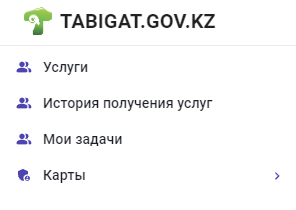 TABIGAT.GOV.KZ
Услуги
История получения услуг
Мои задачи
Карты